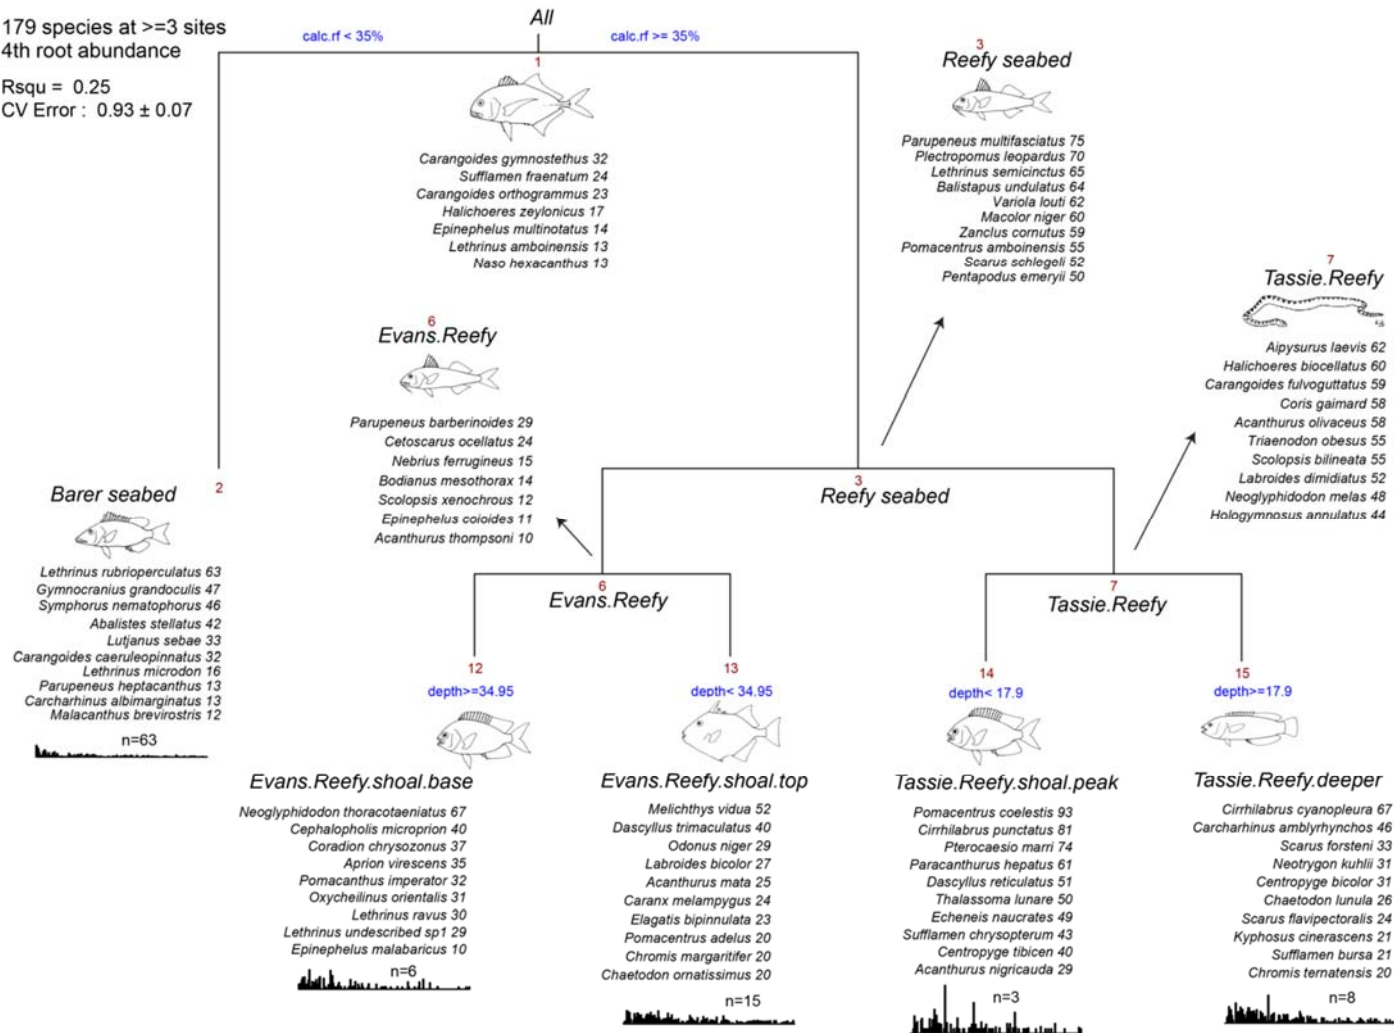 179 species at >=3 sites
4th root abundance
Rsqu = 0.25
CV Error : 0.93 ± 0.07
All
calc.rf < 35%
calc.rf >= 35%
1
Carangoides gymnostethus 32
Sufflamen fraenatum 24
Carangoides orthogrammus 23
Halichoeres zeylonicus 17
Epinephelus multinotatus 14
Lethrinus amboinensis 13
Naso hexacanthus 13
3
Reefy seabed
Parupeneus multifasciatus 75
Plectropomus leopardus 70
Lethrinus semicinctus 65
Balistapus undulatus 64
Variola louti 62
Macolor niger 60
Zanclus cornutus 59
Pomacentrus amboinensis 55
Scarus schlegeli 52
Pentapodus emeryii 50
7
Tassie.Reefy
Aipysurus laevis 62
Halichoeres biocellatus 60
Carangoides fulvoguttatus 59
Coris gaimard 58
Acanthurus olivaceus 58
Triaenodon obesus 55
Scolopsis bilineata 55
Labroides dimidiatus 52
Neoglyphidodon melas 48
Hologymnosus annulatus 44
6
Evans.Reefy
Parupeneus barberinoides 29
Cetoscarus ocellatus 24
Nebrius ferrugineus 15
Bodianus mesothorax 14
Scolopsis xenochrous 12
Epinephelus coioides 11
Acanthurus thompsoni 10
2
Barer seabed
Lethrinus rubrioperculatus 63
Gymnocranius grandoculis 47
Symphorus nematophorus 46
Abalistes stellatus 42
Lutjanus sebae 33
Carangoides caeruleopinnatus 32
Lethrinus microdon 16
Parupeneus heptacanthus 13
Carcharhinus albimarginatus 13
Malacanthus brevirostris 12
n=63
3
Reefy seabed
6
Evans.Reefy
7
Tassie.Reefy
12
depth>=34.95
Evans.Reefy.shoal.base
Neoglyphidodon thoracotaeniatus 67
Cephalopholis microprion 40
Coradion chrysozonus 37
Aprion virescens 35
Pomacanthus imperator 32
Oxycheilinus orientalis 31
Lethrinus ravus 30
Lethrinus undescribed sp1 29
Epinephelus malabaricus 10
n=6
13
depth< 34.95
Evans.Reefy.shoal.top
Melichthys vidua 52
Dascyllus trimaculatus 40
Odonus niger 29
Labroides bicolor 27
Acanthurus mata 25
Caranx melampygus 24
Elagatis bipinnulata 23
Pomacentrus adelus 20
Chromis margaritifer 20
Chaetodon ornatissimus 20
n=15
14
depth< 17.9
Tassie.Reefy.shoal.peak
Pomacentrus coelestis 93
Cirrhilabrus punctatus 81
Pterocaesio marri 74
Paracanthurus hepatus 61
Dascyllus reticulatus 51
Thalassoma lunare 50
Echeneis naucrates 49
Sufflamen chrysopterum 43
Centropyge tibicen 40
Acanthurus nigricauda 29
n=3
15
depth>=17.9
Tassie.Reefy.deeper
Cirrhilabrus cyanopleura 67
Carcharhinus amblyrhynchos 46
Scarus forsteni 33
Neotrygon kuhlii 31
Centropyge bicolor 31
Chaetodon lunula 26
Scarus flavipectoralis 24
Kyphosus cinerascens 21
Sufflamen bursa 21
Chromis ternatensis 20
n=8